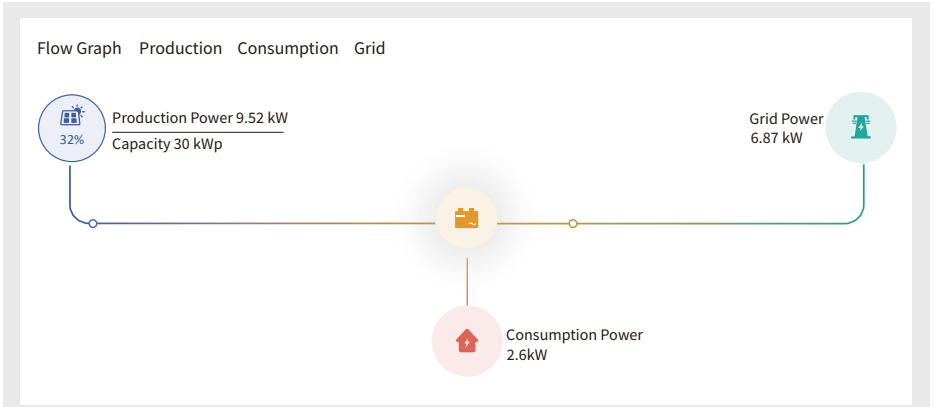 Flow Graph Production Consumption Grid
32%
Production Power 9.52 kW
Capacity 30 kWp
Grid Power
6.87 kW
Consumption Power
2.6kW